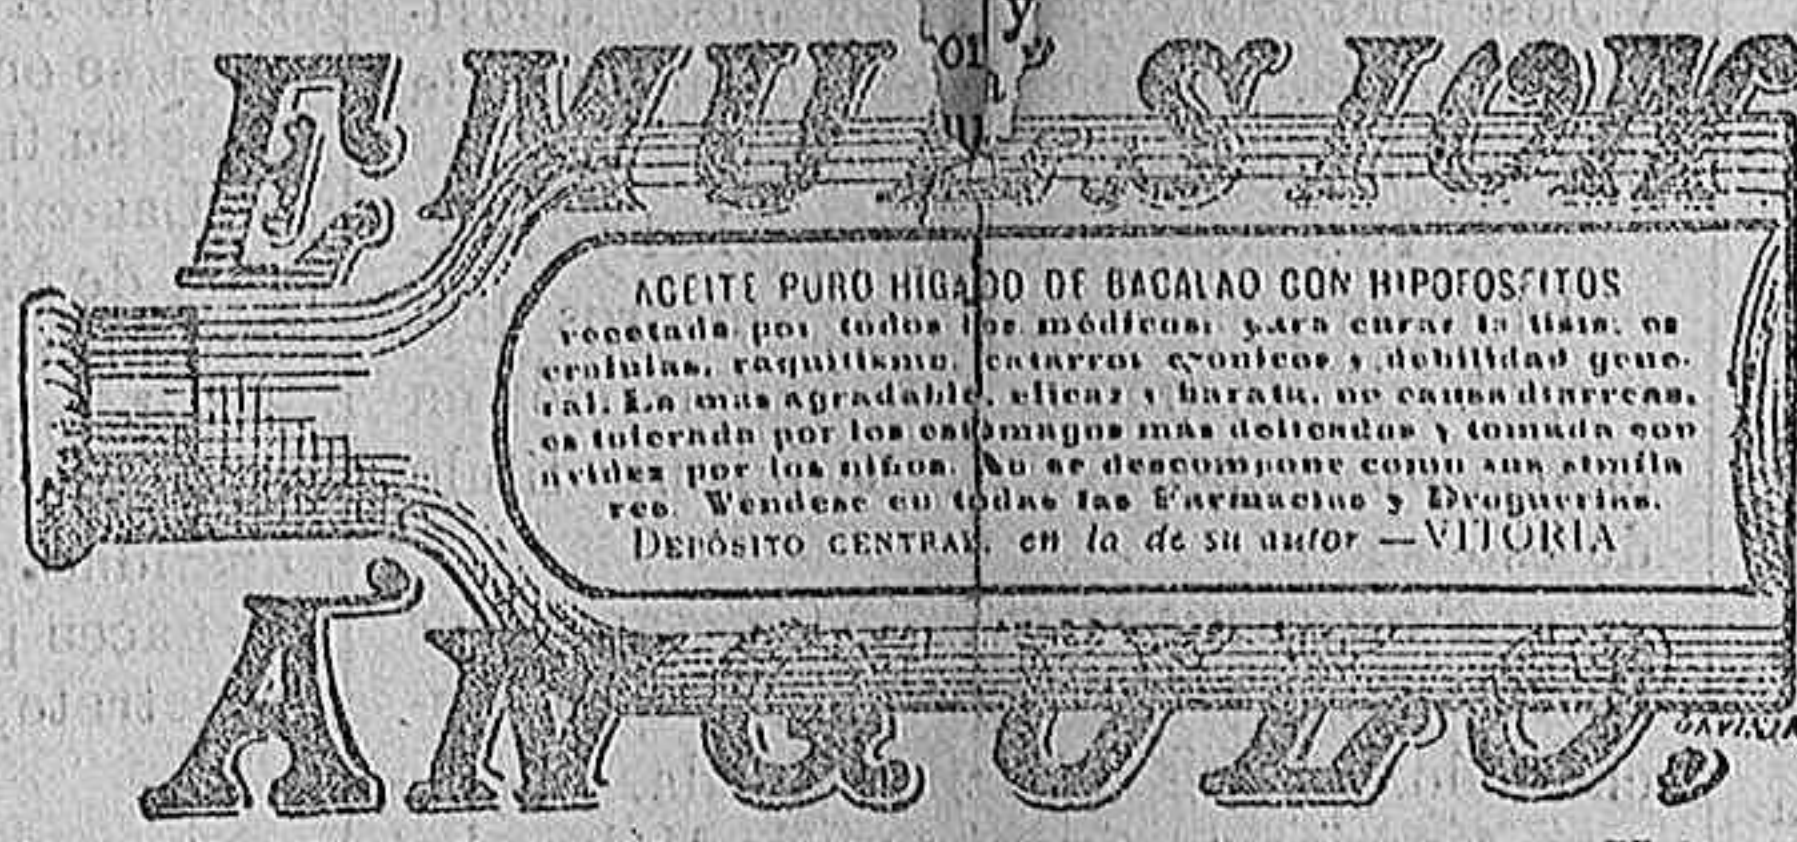 EMULSION
ACEITE PURO HIGADO DE BACALAO CON HIPOFOSFITOS
recetada por todos los médicos, para curar la tisis, es
crófulas, raquitismo, catarros crónicos y debilidad gene-
ral. La mas agradable, eficaz y barata, no causa diarreas,
es tolerada por los estómagos más delicados y tomada con
avidez por los niños. No se descompone como sus simila
res. Véndese en todas las Farmacias y Droguerías.
DEPÓSITO CENTRAL, en la de su autor —VITORIA
ANGULO.